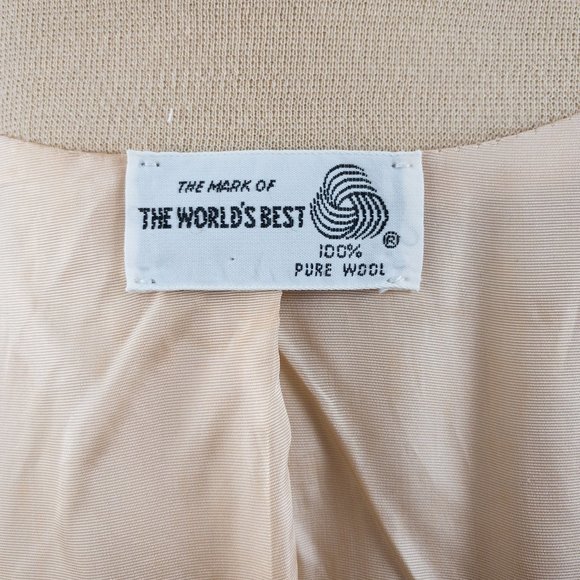 THE MARK OF
THE WORLD'S BEST
®
100%
PURE WOOL